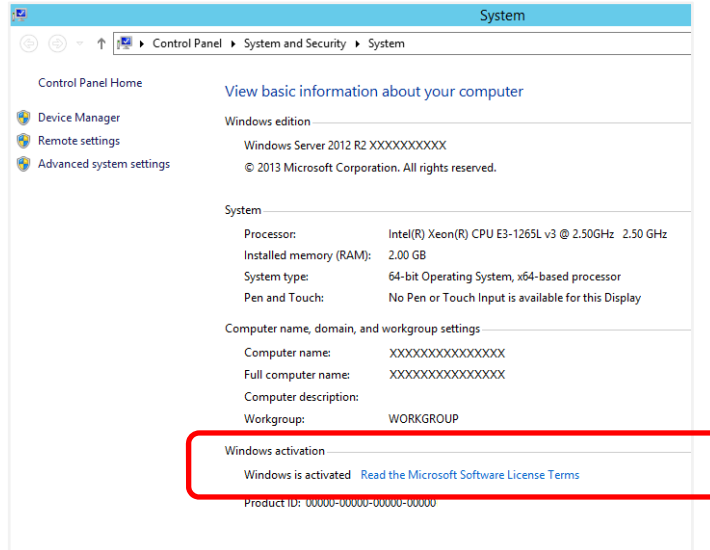 System
Control Panel ▸ System and Security ▸ System
Control Panel Home
Device Manager
Remote settings
Advanced system settings
View basic information about your computer
Windows edition
Windows Server 2012 R2 XXXXXXXXXX
© 2013 Microsoft Corporation. All rights reserved.
System
Processor: Intel(R) Xeon(R) CPU E3-1265L v3 @ 2.50GHz 2.50 GHz
Installed memory (RAM): 2.00 GB
System type: 64-bit Operating System, x64-based processor
Pen and Touch: No Pen or Touch Input is available for this Display
Computer name, domain, and workgroup settings
Computer name: XXXXXXXXXXXXXXX
Full computer name: XXXXXXXXXXXXXXX
Computer description:
Workgroup: WORKGROUP
Windows activation
Windows is activated Read the Microsoft Software License Terms
Product ID: 00000-00000-00000-00000